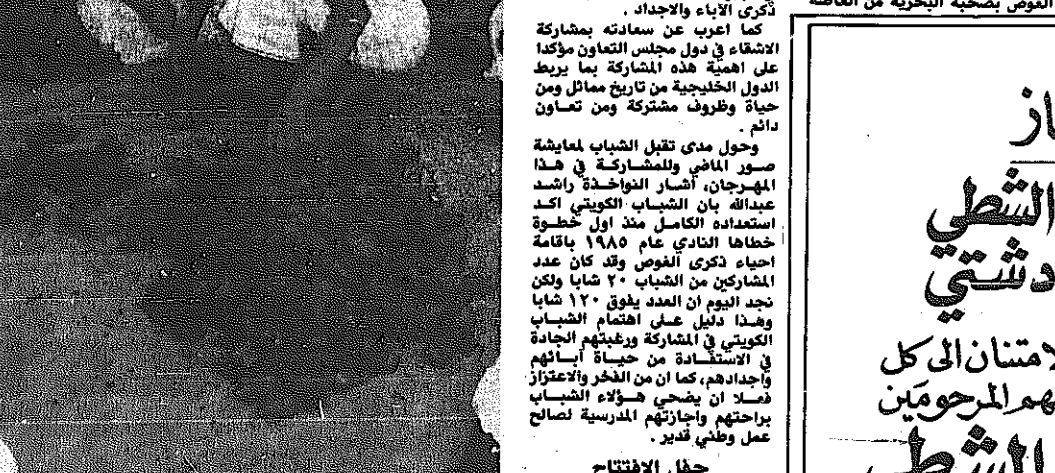 ذكرى الآباء والاجداد .
كما اعرب عن سعادته بمشاركة
الاشقاء في دول مجلس التعاون مؤكدا
على اهمية هذه المشاركة بما يربط
الدول الخليجية من تاريخ مماثل ومن
حياة وظروف مشتركة ومن تعاون
دائم .
وحول مدى تقبل الشباب لمعايشة
صور الماضي وللمشاركة في هذا
المهرجان، أشار النواخذة راشد
عبدالله بان الشباب الكويتي اكد
استعداده الكامل منذ اول خطوة
خطاها النادي عام ١٩٨٥ باقامة
احياء ذكرى الغوص وقد كان عدد
المشاركين من الشباب ٢٠ شابا ولكن
نجد اليوم ان العدد يفوق ١٢٠ شابا
وهذا دليل على اهتمام الشباب
الكويتي في المشاركة ورغبتهم الجادة
في الاستفادة من حياة آبائهم
وأجدادهم، كما ان من الفخر والاعتزاز
فعلا ان يضحي هؤلاء الشباب
براحتهم واجازتهم المدرسية لصالح
عمل وطني قدير .
حفل الافتتاح
الغوص بصحبة البحرية من
از
الشطي
دشتي
لامتنان الى كل
هم المرحومين
الشطي